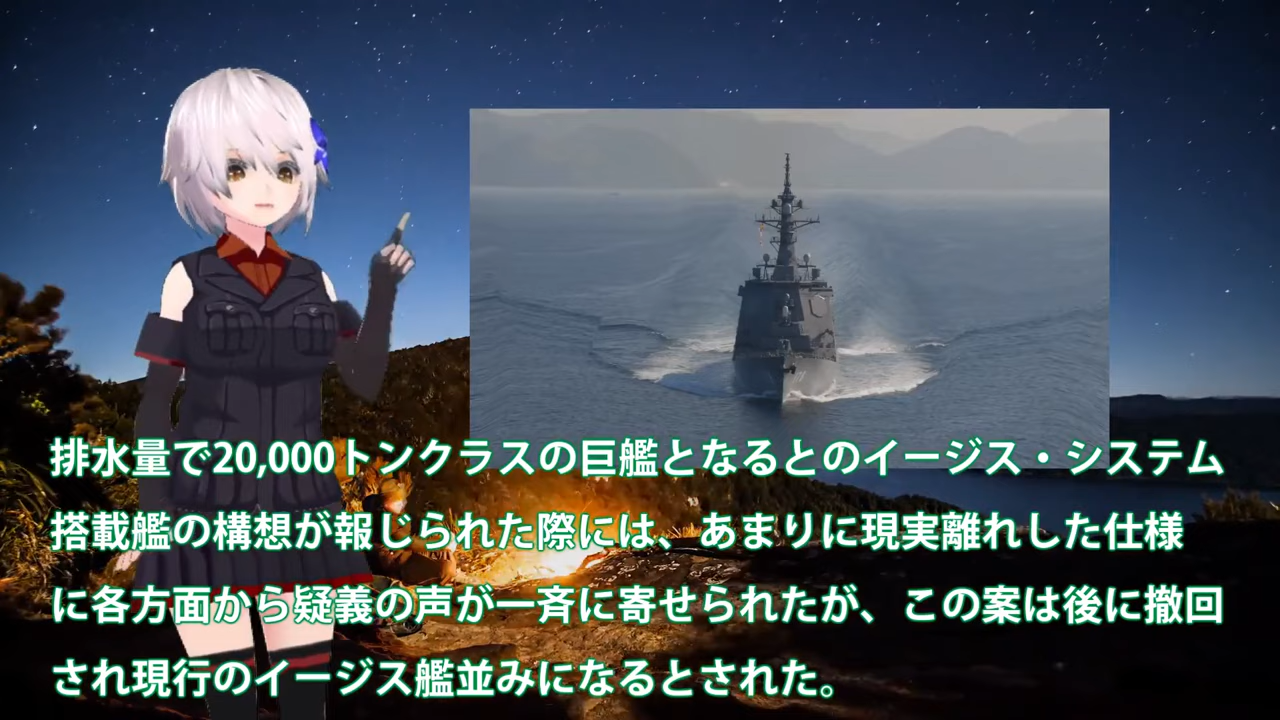 排水量で20,000トンクラスの巨艦となるとのイージス・システム
搭載艦の構想が報じられた際には、あまりに現実離れした仕様
に各方面から疑義の声が一斉に寄せられたが、この案は後に撤回
され現行のイージス艦並みになるとされた。